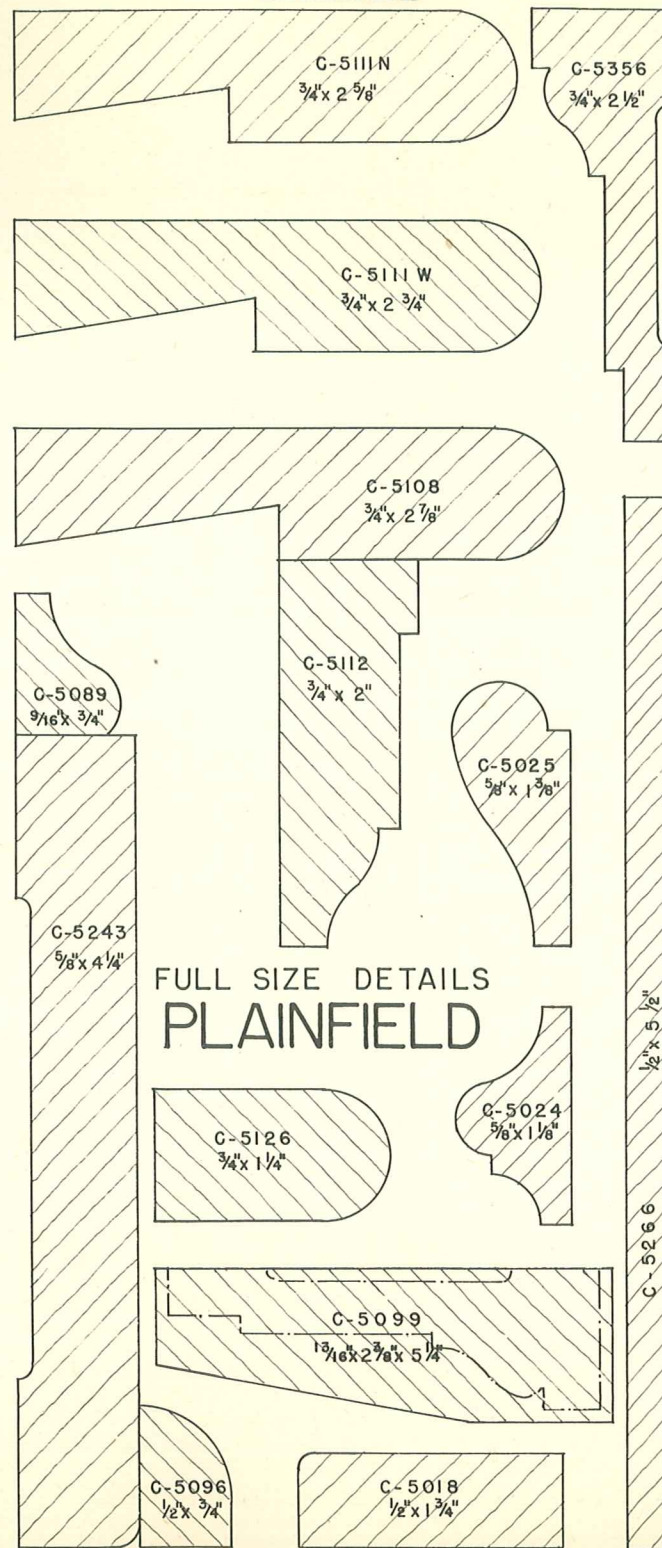 C-5111N
3/4" x 2 5/8"
C-5356
3/4" x 2 1/2"
C-5111 W
3/4" x 2 3/4"
C-5108
3/4" x 2 7/8"
C-5112
3/4" x 2"
C-5089
9/16" x 3/4"
C-5025
5/8" x 1 3/8"
C-5243
5/8" x 4 1/4"
FULL SIZE DETAILS
PLAINFIELD
C-5024
5/8" x 1 1/8"
C-5126
3/4" x 1 1/4"
C-5266
1/2" x 5 1/2"
C-5099
1 3/16" x 2 3/8" x 5 1/4"
C-5096
1/2" x 3/4"
C-5018
1/2" x 1 3/4"